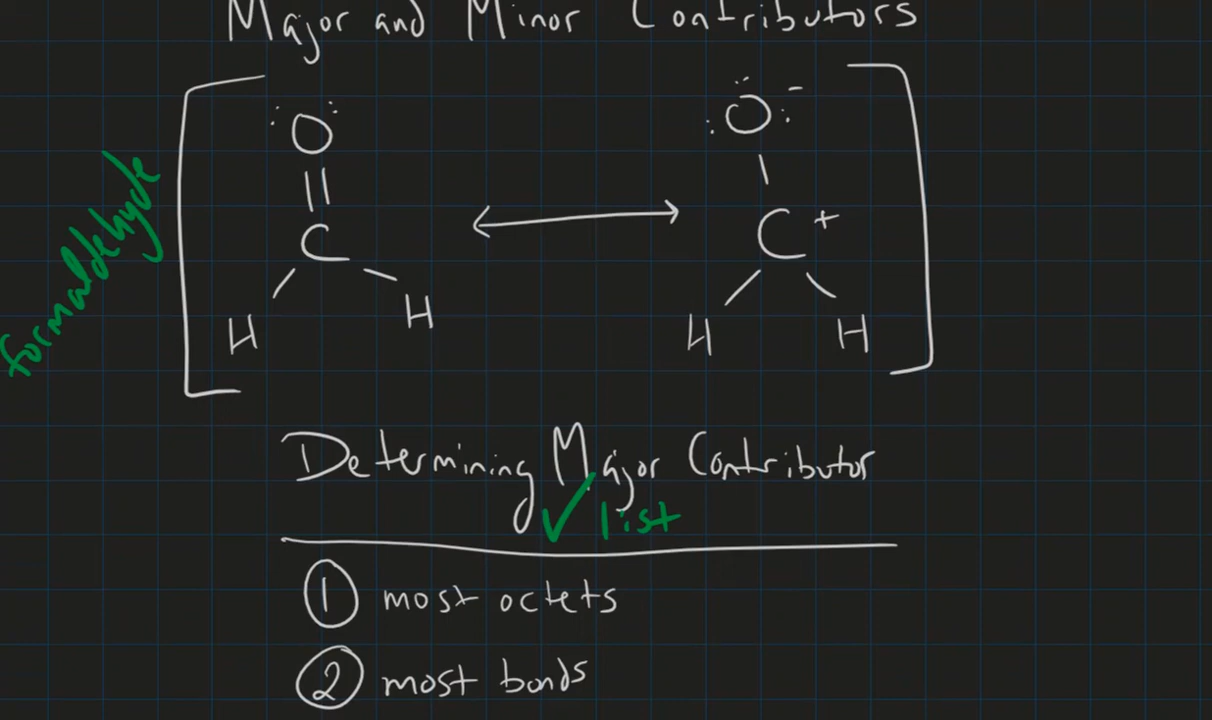 Major and Minor Contributors
formaldehyde
:O: :Ö:⁻
|| |
C C⁺
H H H H
Determining Major Contributor
✓ list
① most octets
② most bonds